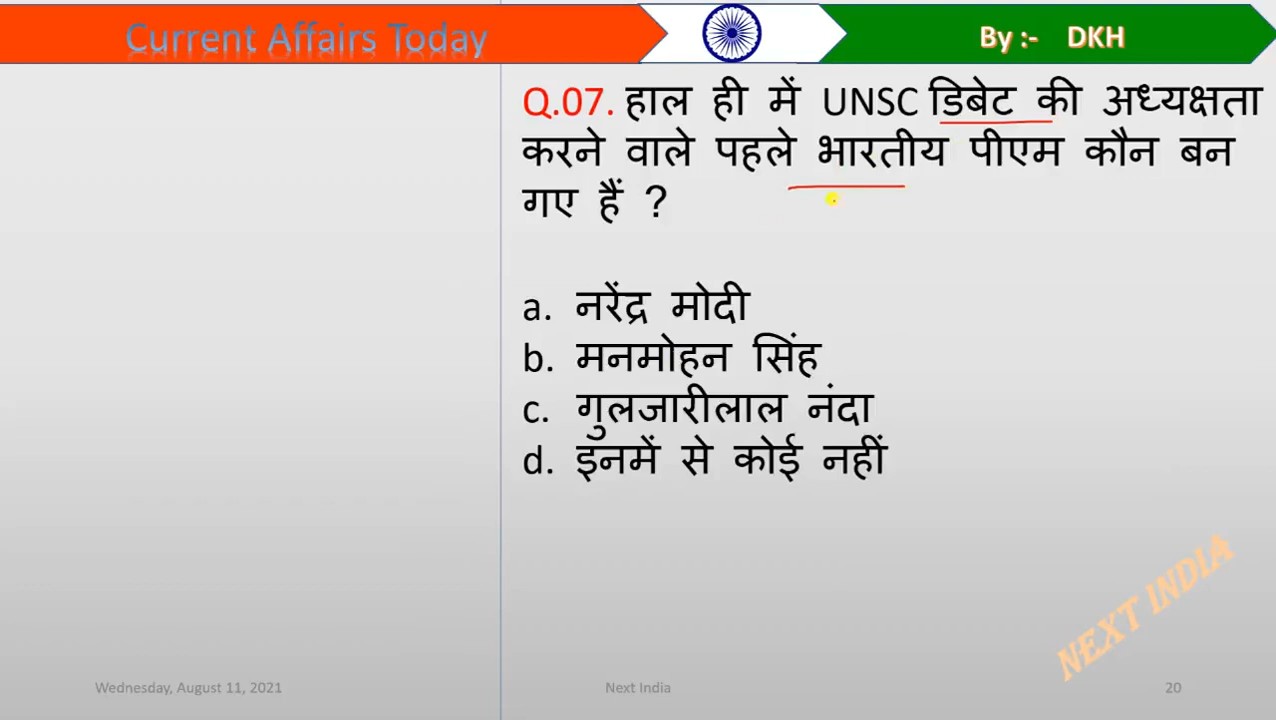 Current Affairs Today
By :- DKH
Q.07. हाल ही में UNSC डिबेट की अध्यक्षता
करने वाले पहले भारतीय पीएम कौन बन
गए हैं ?
a. नरेंद्र मोदी
b. मनमोहन सिंह
c. गुलजारीलाल नंदा
d. इनमें से कोई नहीं
NEXT INDIA
Wednesday, August 11, 2021
Next India
20